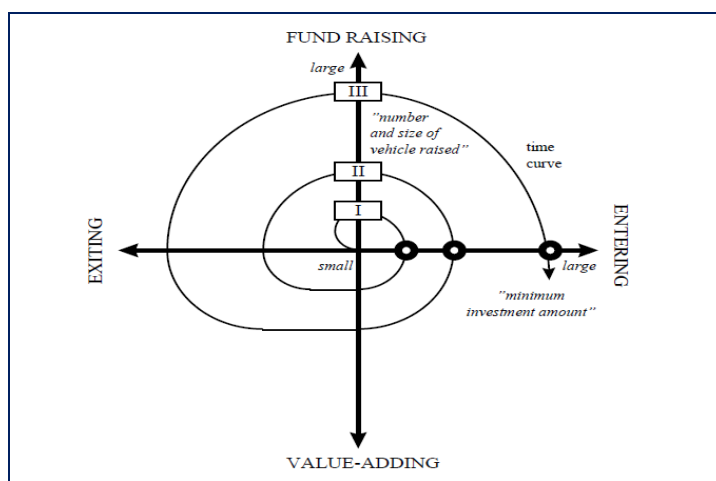 FUND RAISING
large
III
"number
and size of
vehicle raised"
time
curve
II
I
EXITING
ENTERING
small
large
"minimum
investment amount"
VALUE-ADDING